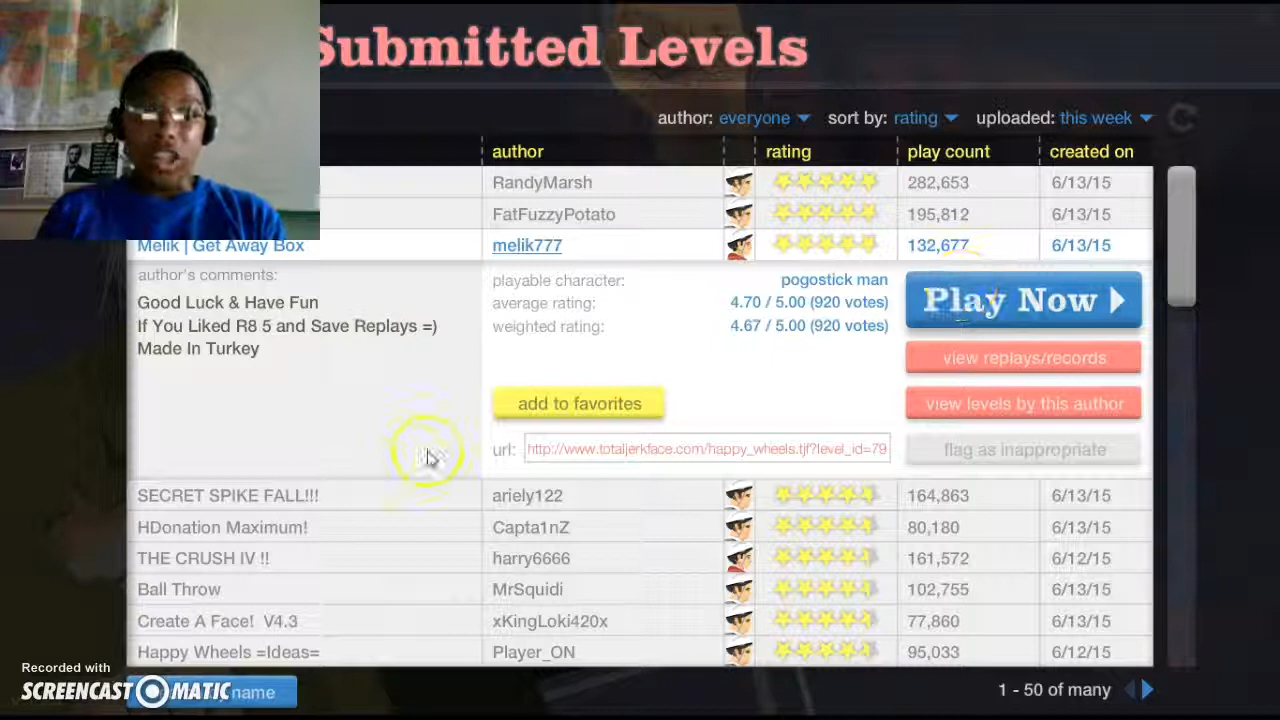 Submitted Levels
author: everyone sort by: rating uploaded: this week
author rating play count created on
RandyMarsh 282,653 6/13/15
FatFuzzyPotato 195,812 6/13/15
Melik | Get Away Box melik777 132,677 6/13/15
author's comments:
Good Luck & Have Fun
If You Liked R8 5 and Save Replays =)
Made In Turkey
playable character: pogostick man
average rating: 4.70 / 5.00 (920 votes)
weighted rating: 4.67 / 5.00 (920 votes)
add to favorites
url: http://www.totaljerkface.com/happy_wheels.tjf?level_id=79
Play Now
view replays/records
view levels by this author
flag as inappropriate
SECRET SPIKE FALL!!! ariely122 164,863 6/13/15
HDonation Maximum! Capta1nZ 80,180 6/13/15
THE CRUSH IV !! harry6666 161,572 6/12/15
Ball Throw MrSquidi 102,755 6/13/15
Create A Face! V4.3 xKingLoki420x 77,860 6/13/15
Happy Wheels =Ideas= Player_ON 95,033 6/12/15
Recorded with
SCREENCAST-O-MATIC
name
1 - 50 of many